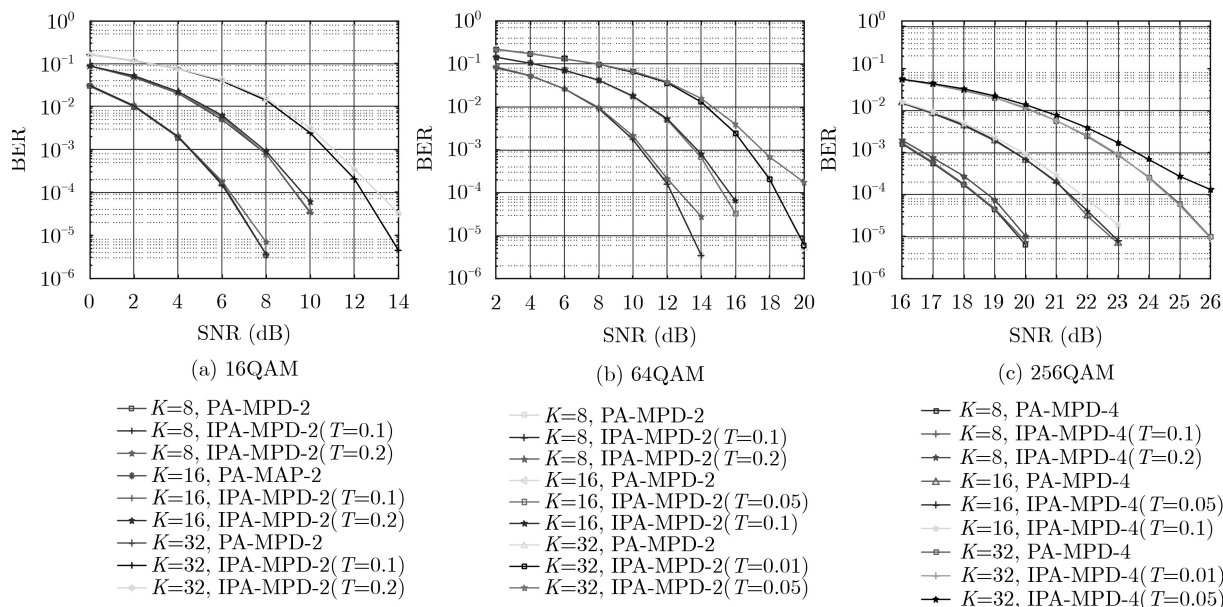 10^0
10^-1
10^-2
10^-3
10^-4
10^-5
10^-6
BER
0 2 4 6 8 10 12 14
SNR (dB)
(a) 16QAM
K=8, PA-MPD-2
K=8, IPA-MPD-2(T=0.1)
K=8, IPA-MPD-2(T=0.2)
K=16, PA-MAP-2
K=16, IPA-MPD-2(T=0.1)
K=16, IPA-MPD-2(T=0.2)
K=32, PA-MPD-2
K=32, IPA-MPD-2(T=0.1)
K=32, IPA-MPD-2(T=0.2)
10^0
10^-1
10^-2
10^-3
10^-4
10^-5
10^-6
BER
2 4 6 8 10 12 14 16 18 20
SNR (dB)
(b) 64QAM
K=8, PA-MPD-2
K=8, IPA-MPD-2(T=0.1)
K=8, IPA-MPD-2(T=0.2)
K=16, PA-MPD-2
K=16, IPA-MPD-2(T=0.05)
K=16, IPA-MPD-2(T=0.1)
K=32, PA-MPD-2
K=32, IPA-MPD-2(T=0.01)
K=32, IPA-MPD-2(T=0.05)
10^0
10^-1
10^-2
10^-3
10^-4
10^-5
10^-6
BER
16 17 18 19 20 21 22 23 24 25 26
SNR (dB)
(c) 256QAM
K=8, PA-MPD-4
K=8, IPA-MPD-4(T=0.1)
K=8, IPA-MPD-4(T=0.2)
K=16, PA-MPD-4
K=16, IPA-MPD-4(T=0.05)
K=16, IPA-MPD-4(T=0.1)
K=32, PA-MPD-4
K=32, IPA-MPD-4(T=0.01)
K=32, IPA-MPD-4(T=0.05)